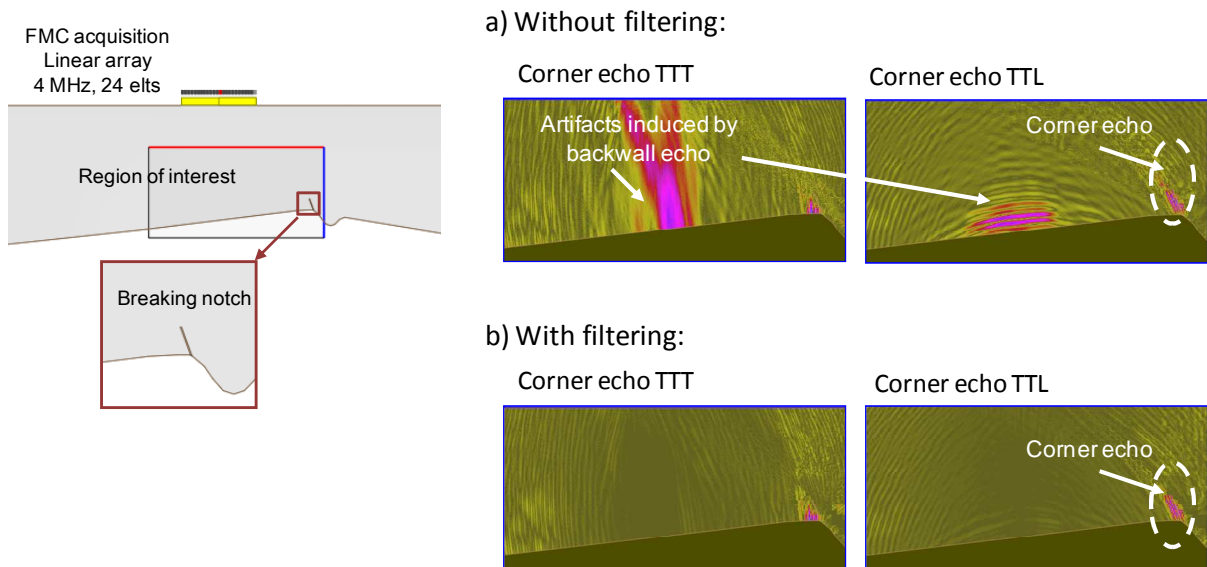 FMC acquisition
Linear array
4 MHz, 24 elts
Region of interest
Breaking notch
a) Without filtering:
Corner echo TTT
Corner echo TTL
Artifacts induced by
backwall echo
Corner echo
b) With filtering:
Corner echo TTT
Corner echo TTL
Corner echo